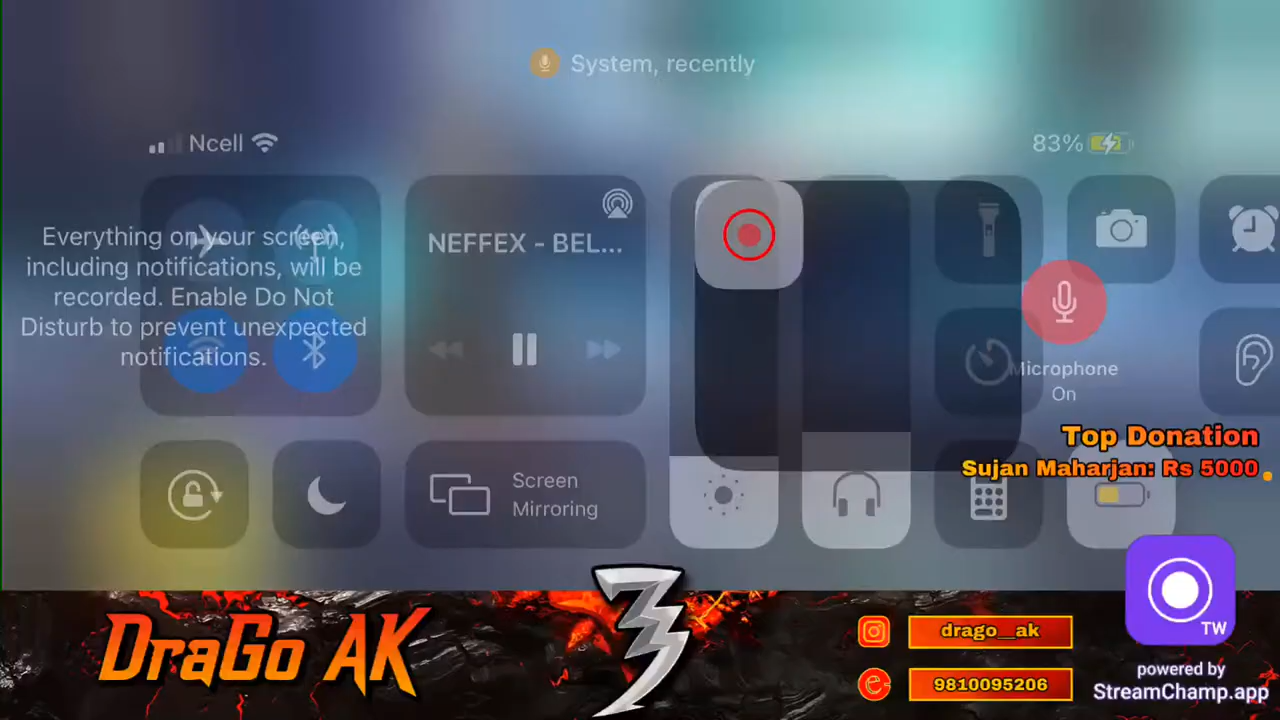 System, recently
Ncell
83%
Everything on your screen,
including notifications, will be
recorded. Enable Do Not
Disturb to prevent unexpected
notifications.
NEFFEX - BEL...
Microphone
On
Screen
Mirroring
Top Donation
Sujan Maharjan: Rs 5000
DraGo AK
3
drago__ak
9810095206
TW
powered by
StreamChamp.app